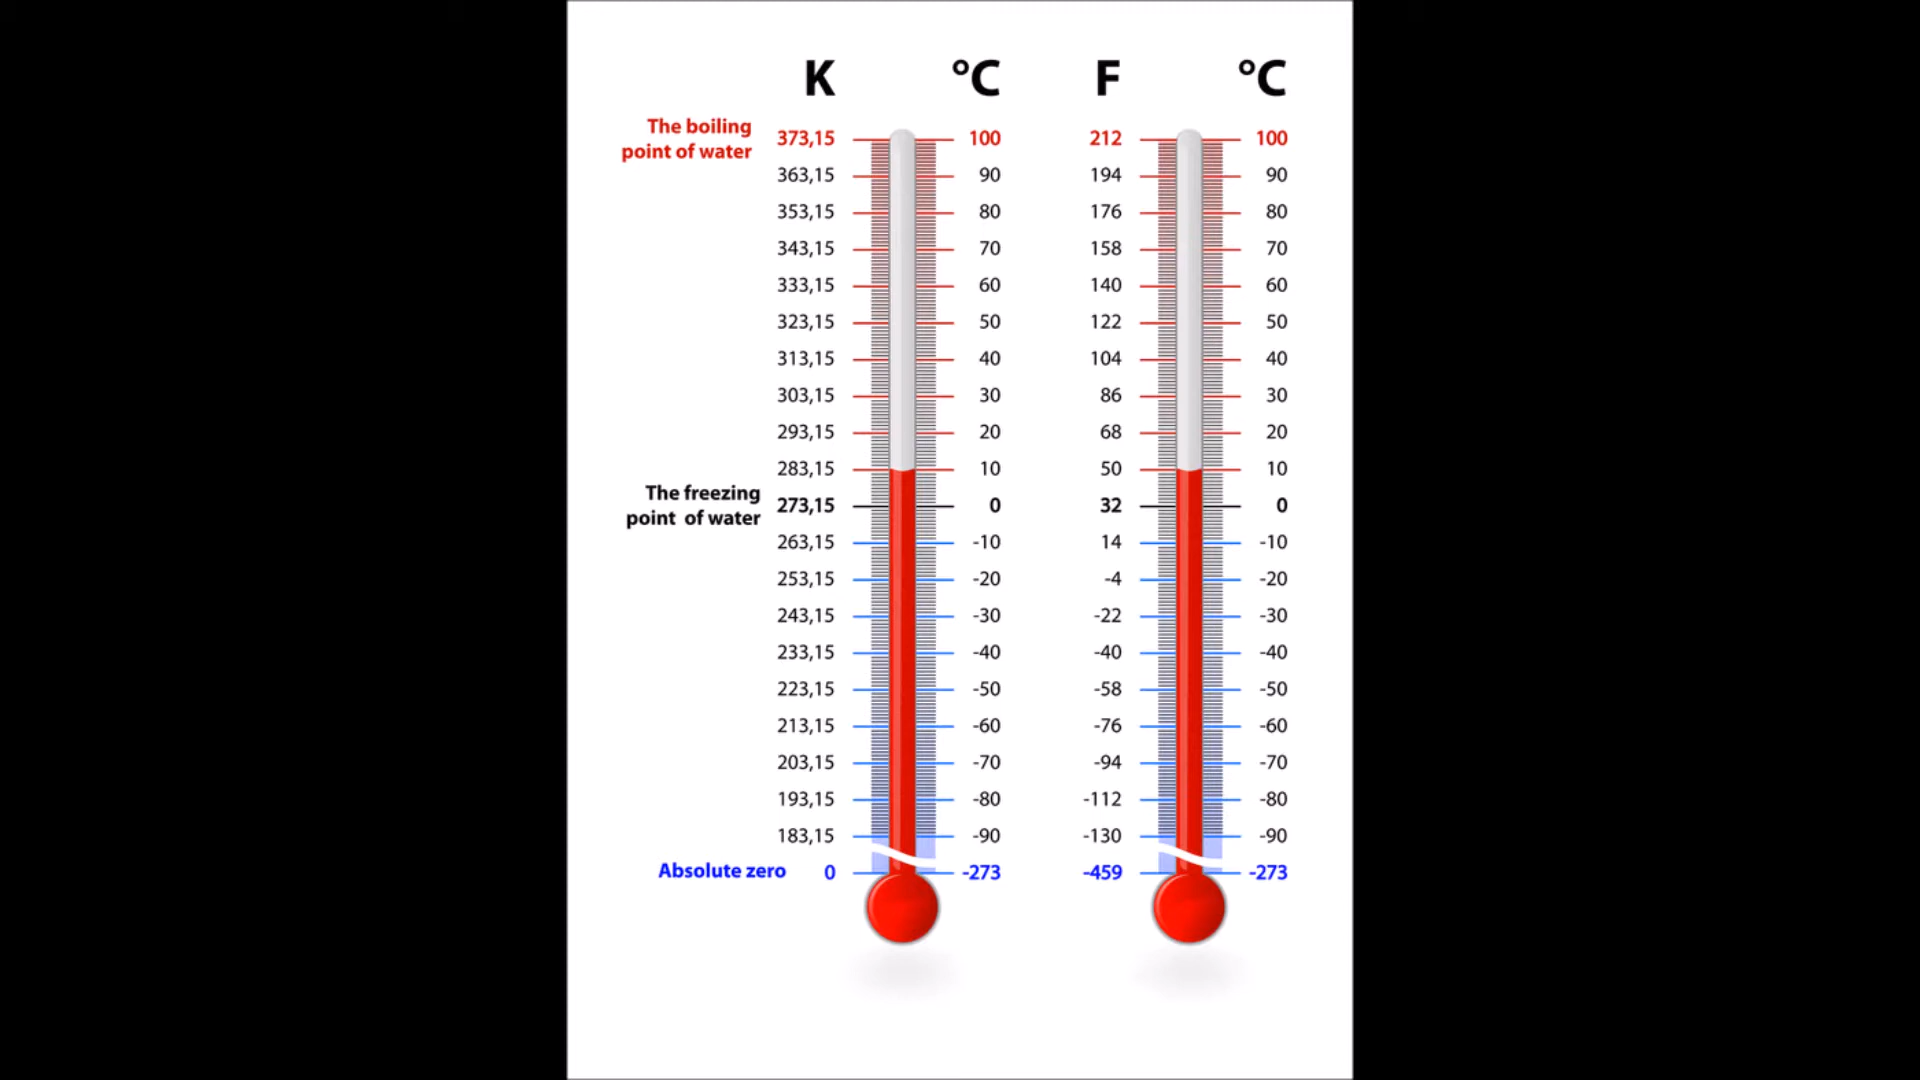 K °C F °C
The boiling
point of water
373,15 100 212 100
363,15 90 194 90
353,15 80 176 80
343,15 70 158 70
333,15 60 140 60
323,15 50 122 50
313,15 40 104 40
303,15 30 86 30
293,15 20 68 20
283,15 10 50 10
The freezing
point of water
273,15 0 32 0
263,15 -10 14 -10
253,15 -20 -4 -20
243,15 -30 -22 -30
233,15 -40 -40 -40
223,15 -50 -58 -50
213,15 -60 -76 -60
203,15 -70 -94 -70
193,15 -80 -112 -80
183,15 -90 -130 -90
Absolute zero 0 -273 -459 -273